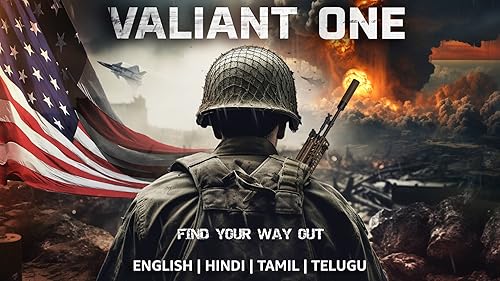 VALIANT ONE
FIND YOUR WAY OUT
ENGLISH | HINDI | TAMIL | TELUGU